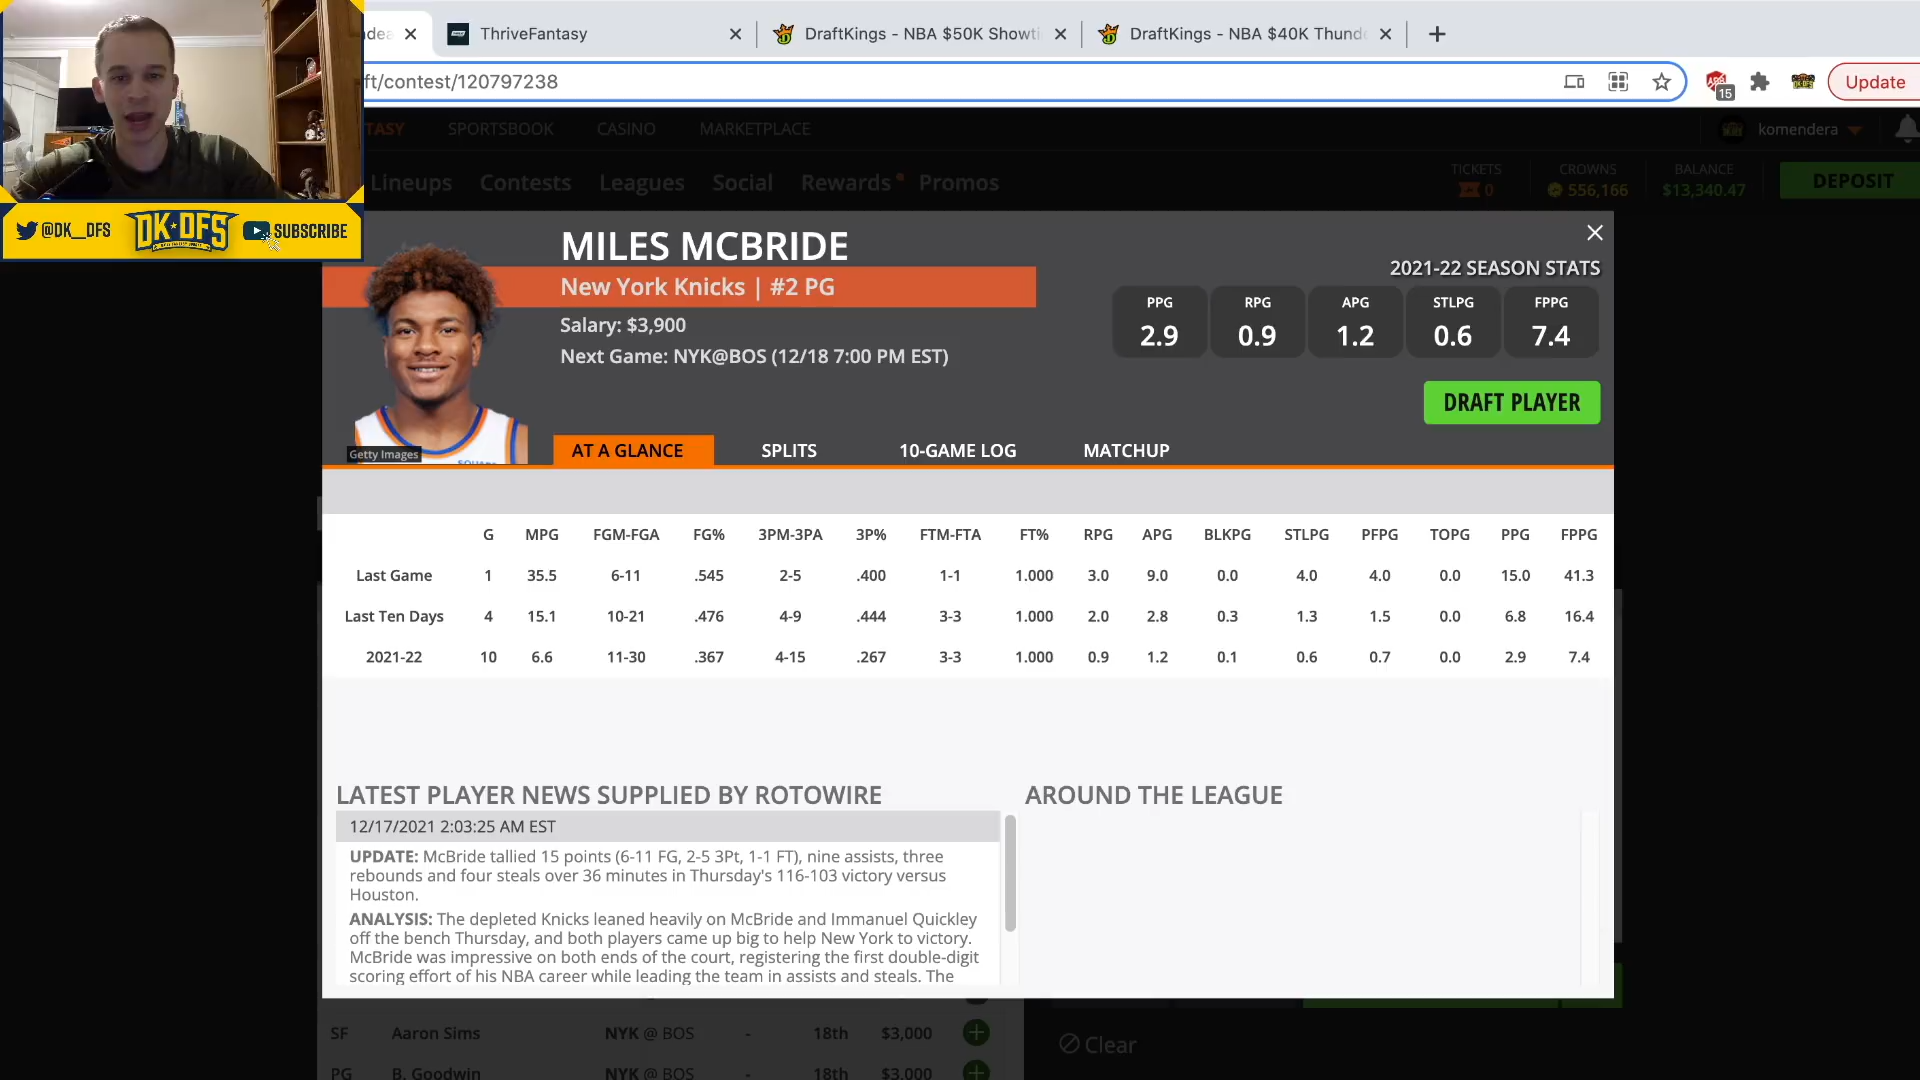 ThriveFantasy
DraftKings - NBA $50K Showti
DraftKings - NBA $40K Thund
ft/contest/120797238
15
Update
TASY
SPORTSBOOK
CASINO
MARKETPLACE
komendera
Lineups
Contests
Leagues
Social
Rewards
Promos
TICKETS
0
CROWNS
556,166
BALANCE
$13,340.47
DEPOSIT
@DK__DFS
DK DFS
SUBSCRIBE
MILES MCBRIDE
New York Knicks | #2 PG
Salary: $3,900
Next Game: NYK@BOS (12/18 7:00 PM EST)
Getty Images
2021-22 SEASON STATS
PPG RPG APG STLPG FPPG
2.9 0.9 1.2 0.6 7.4
DRAFT PLAYER
AT A GLANCE
SPLITS
10-GAME LOG
MATCHUP
G MPG FGM-FGA FG% 3PM-3PA 3P% FTM-FTA FT% RPG APG BLKPG STLPG PFPG TOPG PPG FPPG
Last Game 1 35.5 6-11 .545 2-5 .400 1-1 1.000 3.0 9.0 0.0 4.0 4.0 0.0 15.0 41.3
Last Ten Days 4 15.1 10-21 .476 4-9 .444 3-3 1.000 2.0 2.8 0.3 1.3 1.5 0.0 6.8 16.4
2021-22 10 6.6 11-30 .367 4-15 .267 3-3 1.000 0.9 1.2 0.1 0.6 0.7 0.0 2.9 7.4
LATEST PLAYER NEWS SUPPLIED BY ROTOWIRE
12/17/2021 2:03:25 AM EST
UPDATE: McBride tallied 15 points (6-11 FG, 2-5 3Pt, 1-1 FT), nine assists, three
rebounds and four steals over 36 minutes in Thursday's 116-103 victory versus
Houston.
ANALYSIS: The depleted Knicks leaned heavily on McBride and Immanuel Quickley
off the bench Thursday, and both players came up big to help New York to victory.
McBride was impressive on both ends of the court, registering the first double-digit
scoring effort of his NBA career while leading the team in assists and steals. The
AROUND THE LEAGUE
SF Aaron Sims NYK @ BOS - 18th $3,000
PG B. Goodwin NYK @ BOS - 18th $3,000
Clear